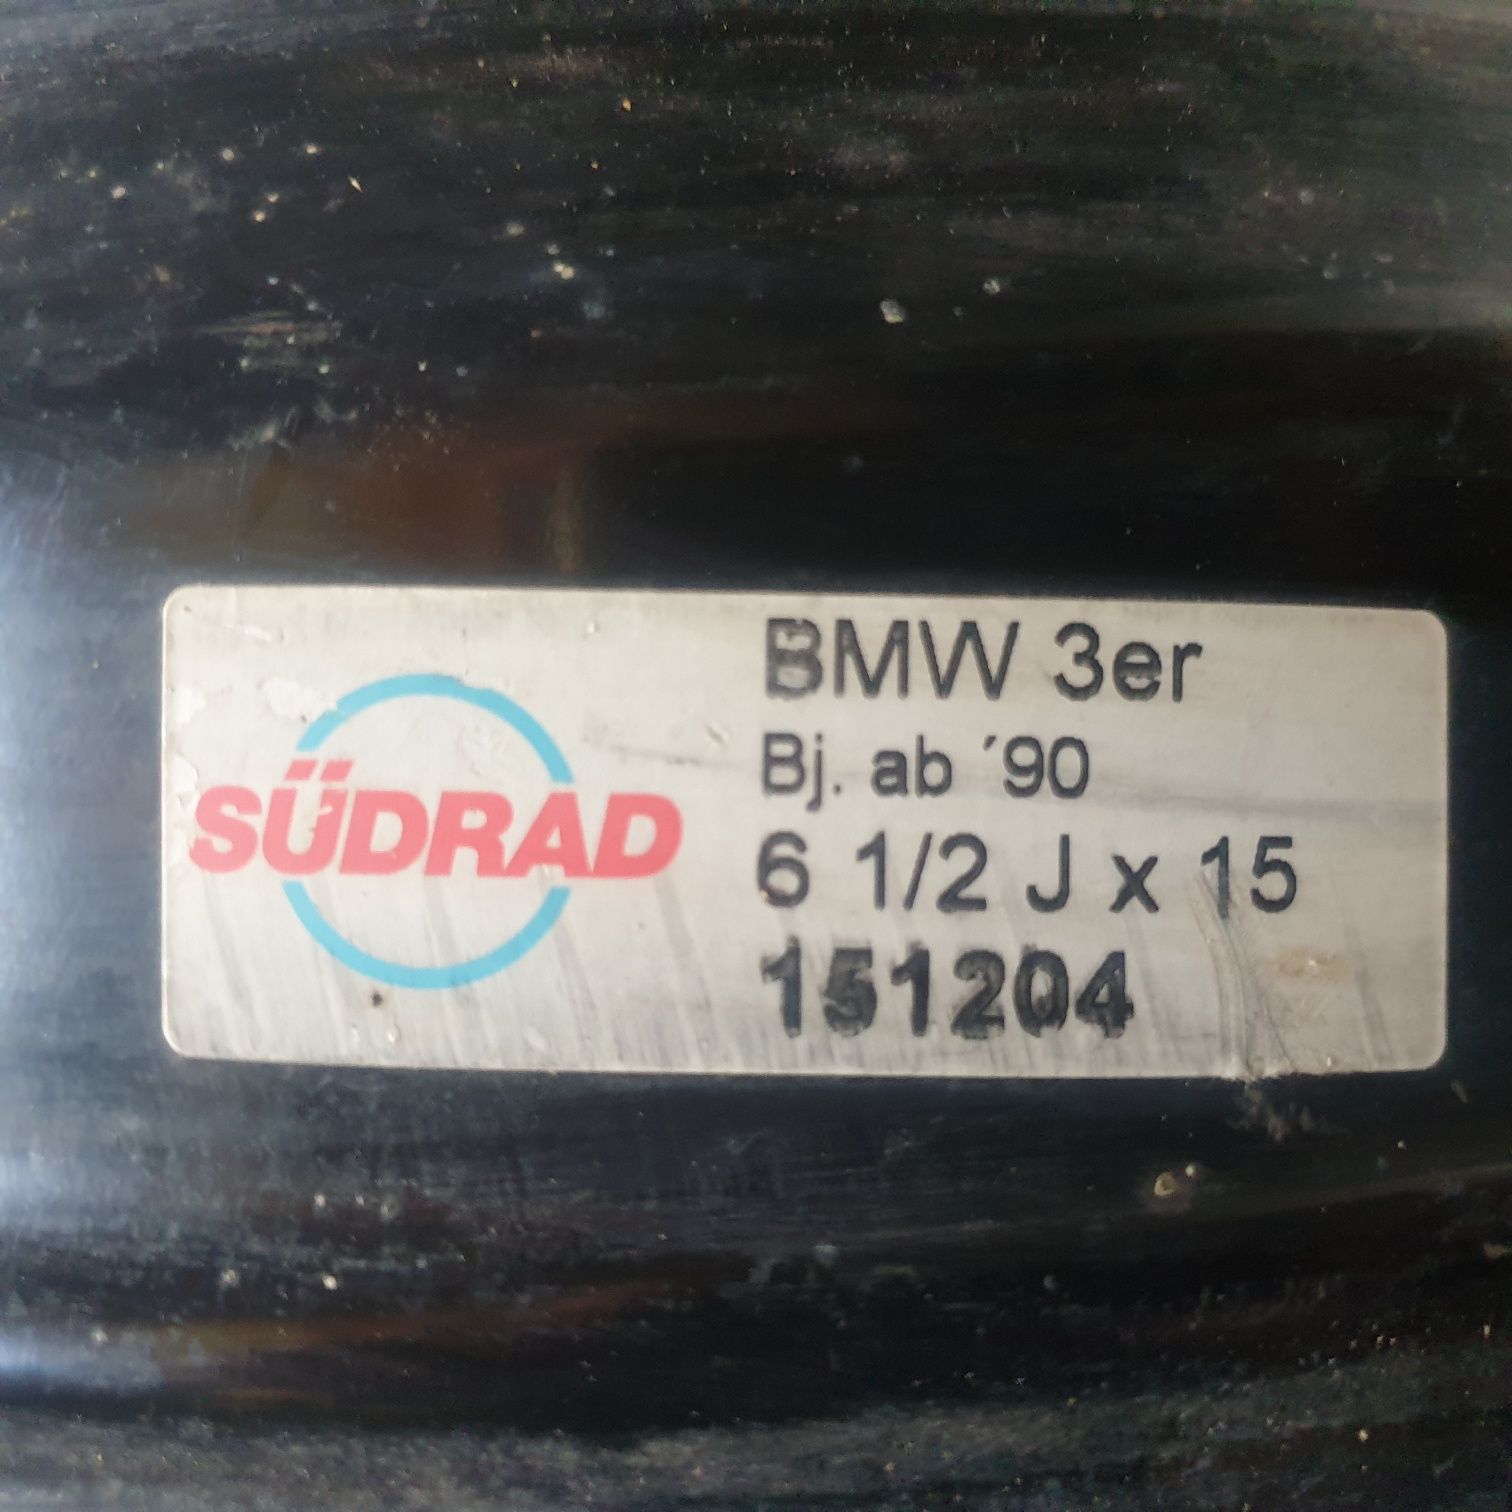 SÜDRAD
BMW 3er
Bj. ab ´90
6 1/2 J x 15
151204